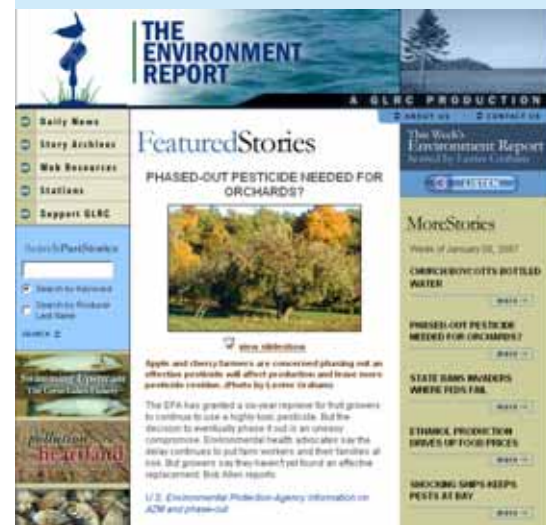 THE
ENVIRONMENT
REPORT
A GLRC PRODUCTION
ABOUT US
CONTACT US
Daily News
Story Archives
Web Resources
Stations
Support GLRC
Search Past Stories
Search by Keyword
Search by Producer
Last Name
SEARCH
Swimming Upstream
The Great Lakes Fishery
pollution
heartland
Featured Stories
PHASED-OUT PESTICIDE NEEDED FOR
ORCHARDS?
view slideshow
Apple and cherry farmers are concerned phasing out an
effective pesticide will affect production and leave more
pesticide residue. (Photo by Lester Graham)
The EPA has granted a six-year reprieve for fruit growers
to continue to use a highly toxic pesticide. But the
decision to eventually phase it out is an uneasy
compromise. Environmental health advocates say the
delay continues to put farm workers and their families at
risk. But growers say they haven't yet found an effective
replacement. Bob Allen reports:
U.S. Environmental Protection Agency information on
AZM and phase-out
This Week's
Environment Report
hosted by Lester Graham
LISTEN
More Stories
Week of January 08, 2007
CHURCH BOYCOTTS BOTTLED
WATER
more
PHASED-OUT PESTICIDE
NEEDED FOR ORCHARDS?
more
STATE BANS INVADERS
WHERE FEDS FAIL
more
ETHANOL PRODUCTION
DRIVES UP FOOD PRICES
more
SHOCKING SHIPS KEEPS
PESTS AT BAY
more